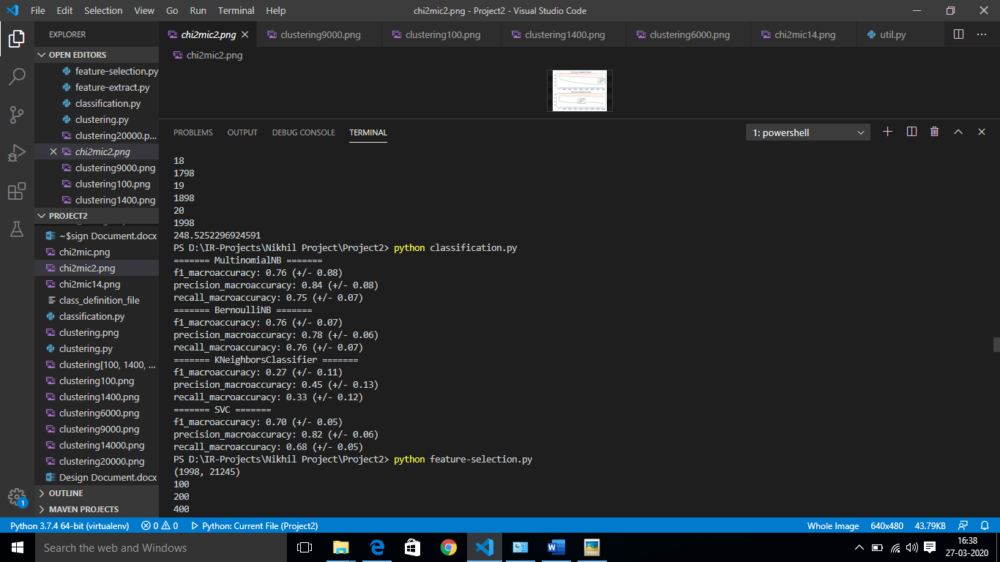 File Edit Selection View Go Run Terminal Help
chi2mic2.png - Project2 - Visual Studio Code
EXPLORER
OPEN EDITORS
feature-selection.py
feature-extract.py
classification.py
clustering.py
clustering20000.p...
chi2mic2.png
clustering9000.png
clustering100.png
clustering1400.png
PROJECT2
~$sign Document.docx
chi2mic.png
chi2mic2.png
chi2mic14.png
class_definition_file
classification.py
clustering.png
clustering.py
clustering[100, 1400, ...
clustering100.png
clustering1400.png
clustering6000.png
clustering9000.png
clustering14000.png
clustering20000.png
Design Document.docx
OUTLINE
MAVEN PROJECTS
chi2mic2.png clustering9000.png clustering100.png clustering1400.png clustering6000.png chi2mic14.png util.py
chi2mic2.png
PROBLEMS OUTPUT DEBUG CONSOLE TERMINAL
1: powershell
18
1798
19
1898
20
1998
248.5252296924591
PS D:\IR-Projects\Nikhil Project\Project2> python classification.py
======= MultinomialNB =======
f1_macroaccuracy: 0.76 (+/- 0.08)
precision_macroaccuracy: 0.84 (+/- 0.08)
recall_macroaccuracy: 0.75 (+/- 0.07)
======= BernoulliNB =======
f1_macroaccuracy: 0.76 (+/- 0.07)
precision_macroaccuracy: 0.78 (+/- 0.06)
recall_macroaccuracy: 0.76 (+/- 0.07)
======= KNeighborsClassifier =======
f1_macroaccuracy: 0.27 (+/- 0.11)
precision_macroaccuracy: 0.45 (+/- 0.13)
recall_macroaccuracy: 0.33 (+/- 0.12)
======= SVC =======
f1_macroaccuracy: 0.70 (+/- 0.05)
precision_macroaccuracy: 0.82 (+/- 0.06)
recall_macroaccuracy: 0.68 (+/- 0.05)
PS D:\IR-Projects\Nikhil Project\Project2> python feature-selection.py
(1998, 21245)
100
200
400
1
Python 3.7.4 64-bit (virtualenv) 0 0 Python: Current File (Project2)
Whole Image 640x480 43.79KB
Search the web and Windows
16:38
27-03-2020